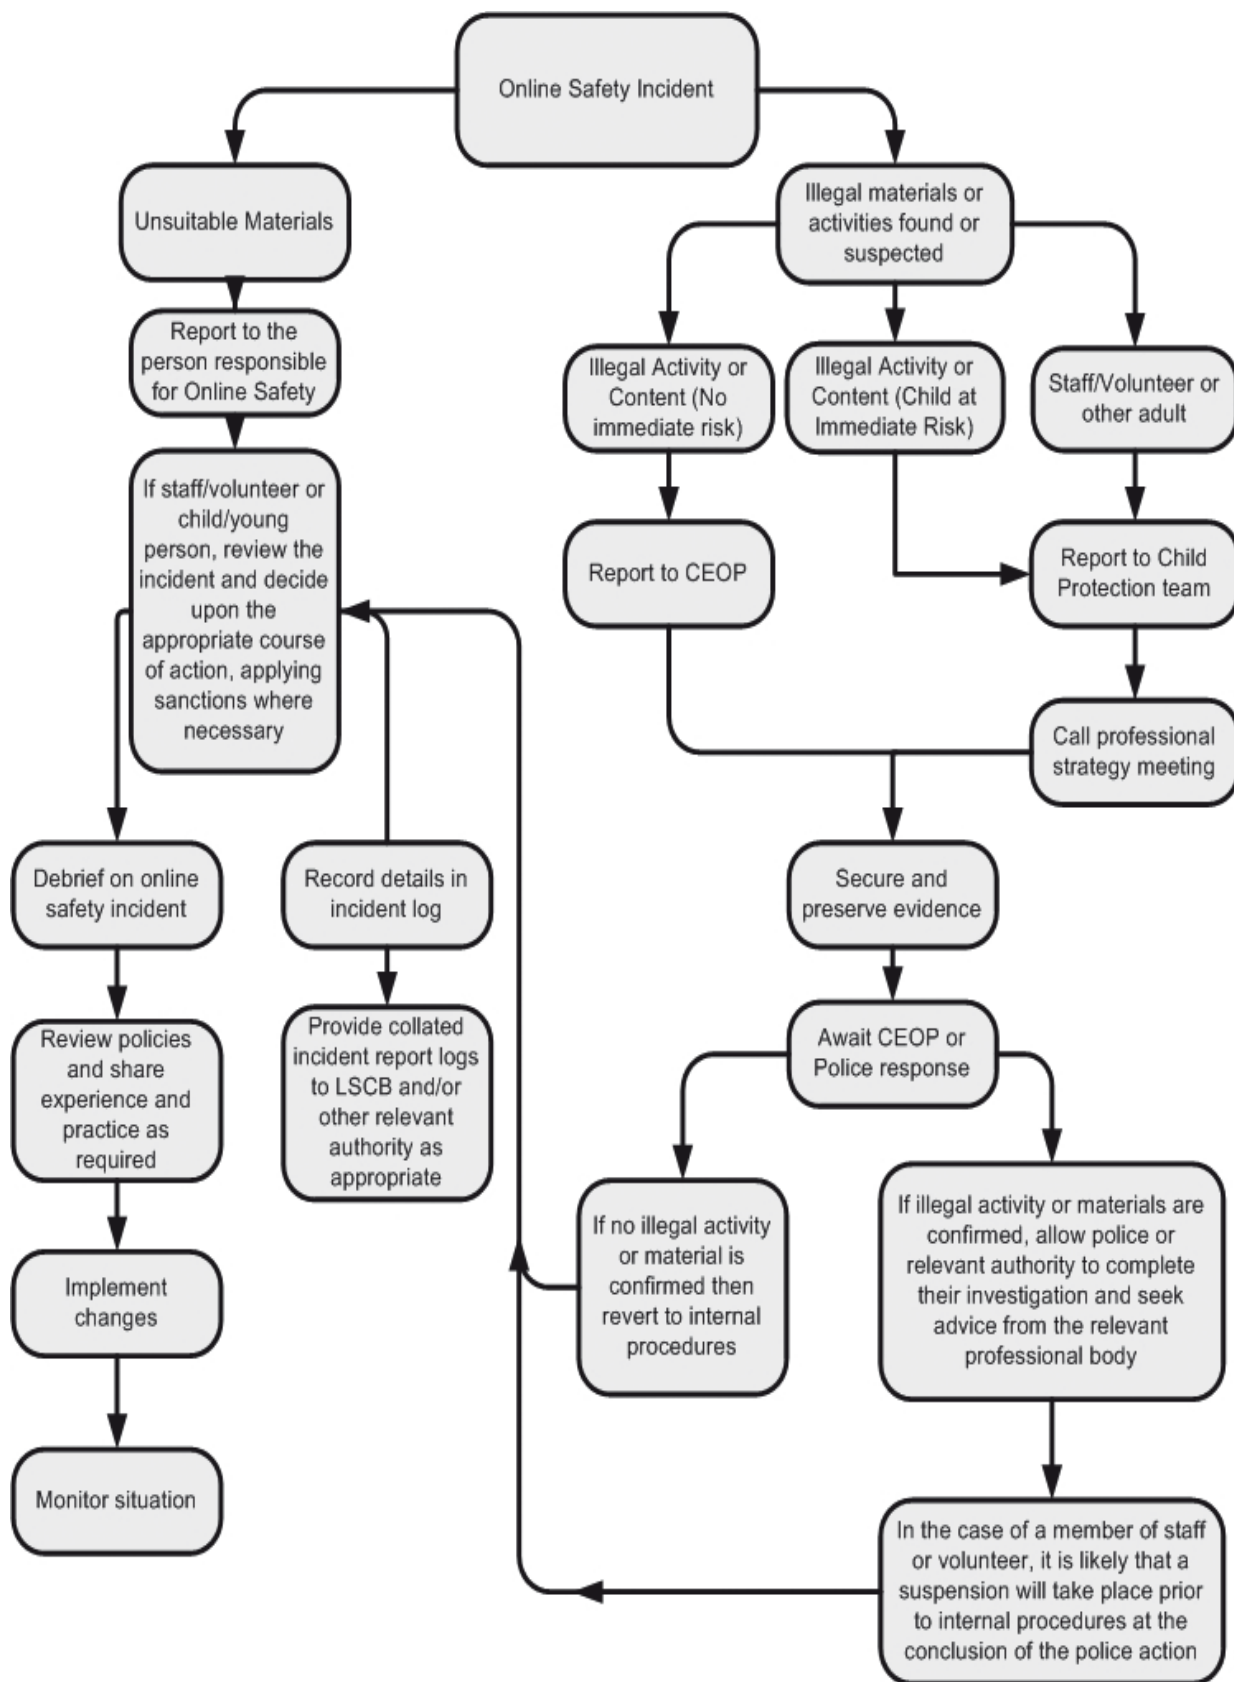 Online Safety Incident
Unsuitable Materials
Report to the
person responsible
for Online Safety
If staff/volunteer or
child/young
person, review the
incident and decide
upon the
appropriate course
of action, applying
sanctions where
necessary
Debrief on online
safety incident
Review policies
and share
experience and
practice as
required
Implement
changes
Monitor situation
Record details in
incident log
Provide collated
incident report logs
to LSCB and/or
other relevant
authority as
appropriate
Illegal materials or
activities found or
suspected
Illegal Activity or
Content (No
immediate risk)
Illegal Activity or
Content (Child at
Immediate Risk)
Staff/Volunteer or
other adult
Report to CEOP
Report to Child
Protection team
Call professional
strategy meeting
Secure and
preserve evidence
Await CEOP or
Police response
If no illegal activity
or material is
confirmed then
revert to internal
procedures
If illegal activity or materials are
confirmed, allow police or
relevant authority to complete
their investigation and seek
advice from the relevant
professional body
In the case of a member of staff
or volunteer, it is likely that a
suspension will take place prior
to internal procedures at the
conclusion of the police action